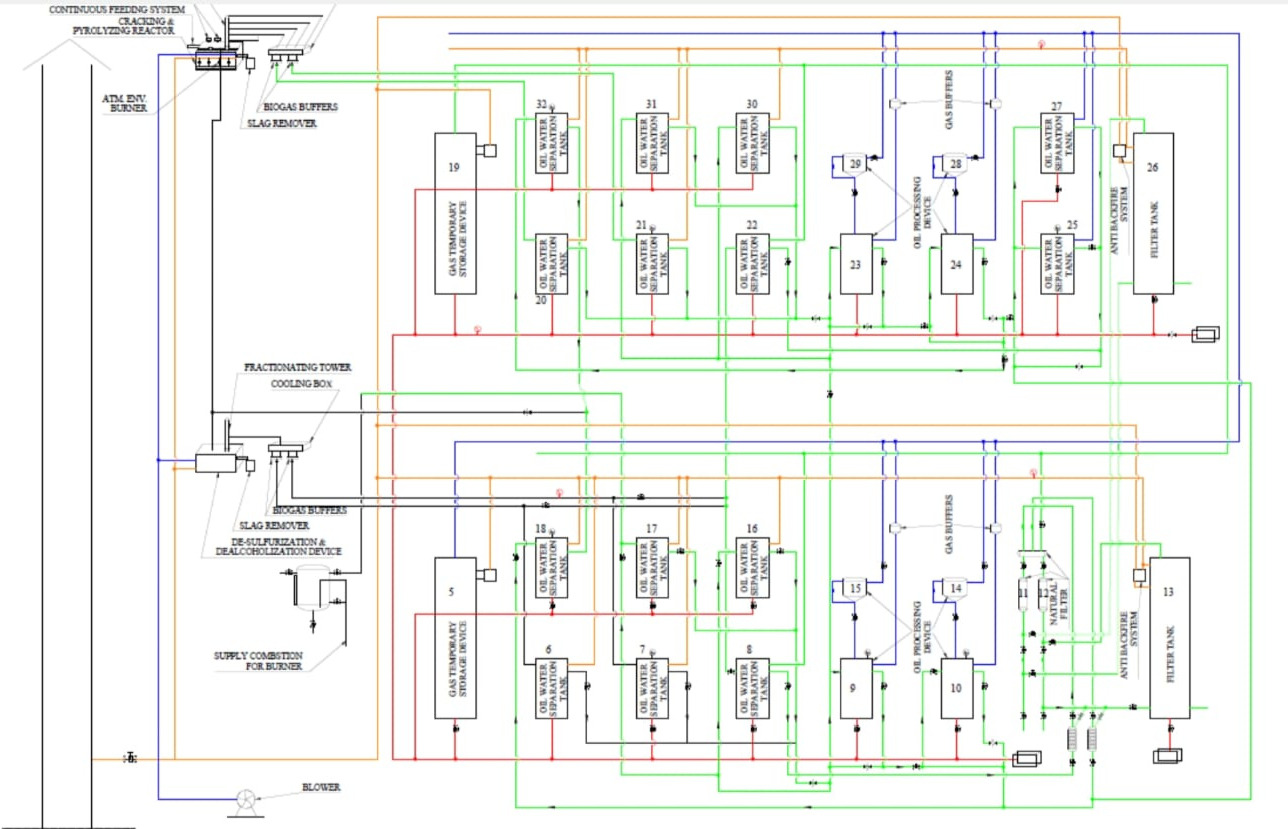 CONTINUOUS FEEDING SYSTEM
CRACKING &
PYROLYZING REACTOR
ATM. ENV.
BURNER
BIOGAS BUFFERS
SLAG REMOVER
19
GAS TEMPORARY
STORAGE DEVICE
32
OIL WATER
SEPARATION
TANK
31
OIL WATER
SEPARATION
TANK
30
OIL WATER
SEPARATION
TANK
29
28
GAS BUFFERS
OIL PROCESSING
DEVICE
27
OIL WATER
SEPARATION
TANK
ANTI BACKFIRE
SYSTEM
26
FILTER TANK
20
OIL WATER
SEPARATION
TANK
21
OIL WATER
SEPARATION
TANK
22
OIL WATER
SEPARATION
TANK
23
24
25
OIL WATER
SEPARATION
TANK
FRACTIONATING TOWER
COOLING BOX
BIOGAS BUFFERS
SLAG REMOVER
DE-SULFURIZATION &
DEALCOHOLIZATION DEVICE
SUPPLY COMBSTION
FOR BURNER
5
GAS TEMPORARY
STORAGE DEVICE
18
OIL WATER
SEPARATION
TANK
17
OIL WATER
SEPARATION
TANK
16
OIL WATER
SEPARATION
TANK
15
14
GAS BUFFERS
OIL PROCESSING
DEVICE
11
12
NATURAL
FILTER
ANTI BACKFIRE
SYSTEM
13
FILTER TANK
6
OIL WATER
SEPARATION
TANK
7
OIL WATER
SEPARATION
TANK
8
OIL WATER
SEPARATION
TANK
9
10
BLOWER